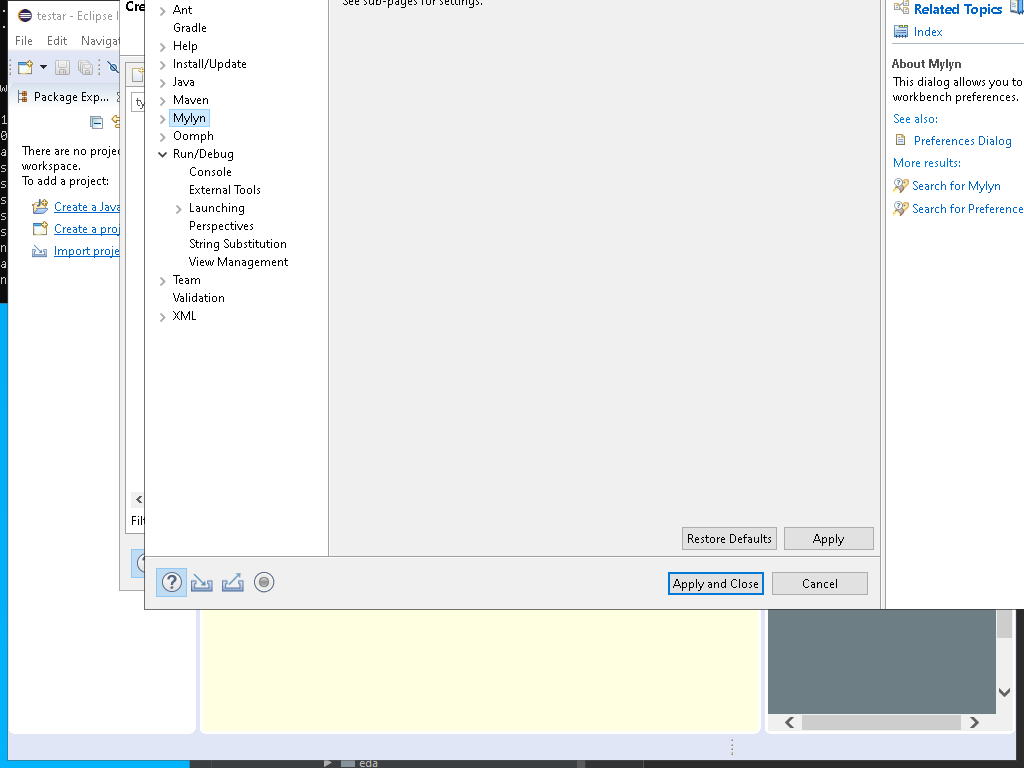 testar - Eclipse I
File Edit Navigat
Package Exp...
There are no projec
workspace.
To add a project:
Create a Java
Create a proj
Import proje
Cre
ty
Filt
See sub-pages for settings.
Ant
Gradle
Help
Install/Update
Java
Maven
Mylyn
Oomph
Run/Debug
Console
External Tools
Launching
Perspectives
String Substitution
View Management
Team
Validation
XML
Restore Defaults
Apply
Apply and Close
Cancel
Related Topics
Index
About Mylyn
This dialog allows you to
workbench preferences.
See also:
Preferences Dialog
More results:
Search for Mylyn
Search for Preference
eda